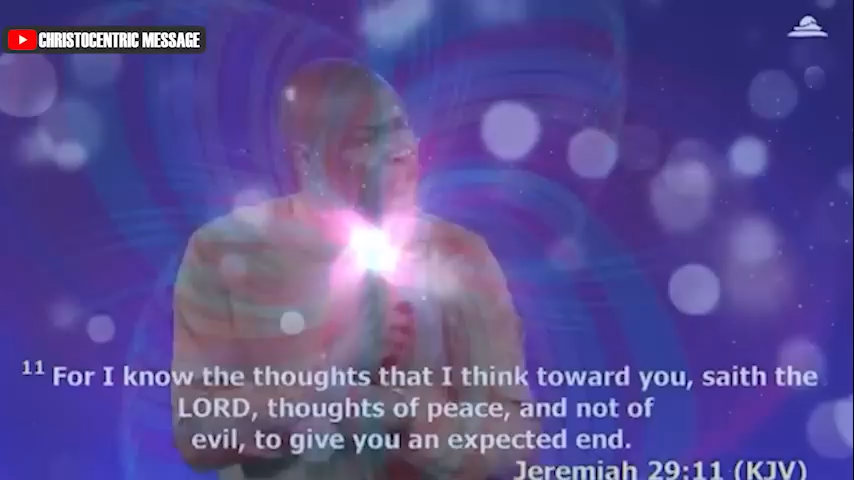 CHRISTOCENTRIC MESSAGE
11 For I know the thoughts that I think toward you, saith the
LORD, thoughts of peace, and not of
evil, to give you an expected end.
Jeremiah 29:11 (KJV)